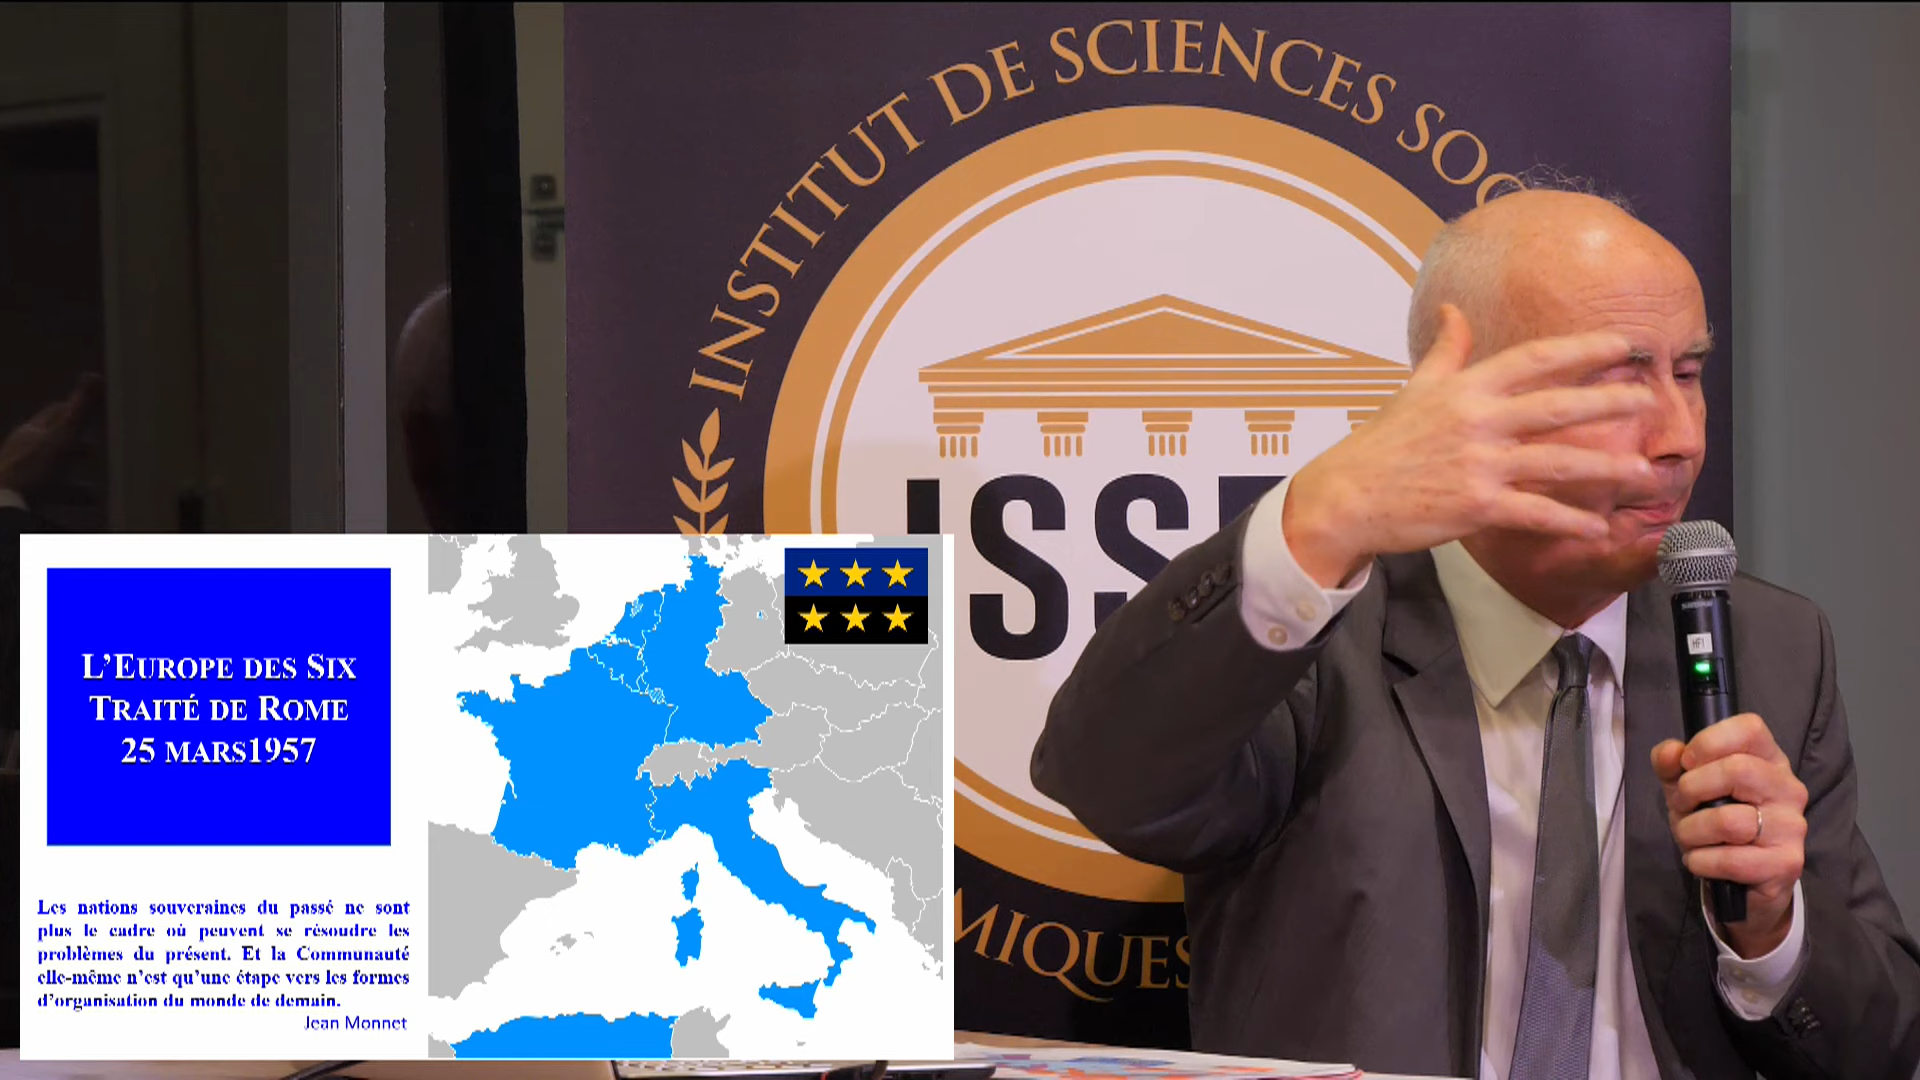 INSTITUT DE SCIENCES SOC
ISSE
MIQUES
L'EUROPE DES SIX
TRAITÉ DE ROME
25 MARS1957
Les nations souveraines du passé ne sont
plus le cadre où peuvent se résoudre les
problèmes du présent. Et la Communauté
elle-même n'est qu'une étape vers les formes
d'organisation du monde de demain.
Jean Monnet
HF1